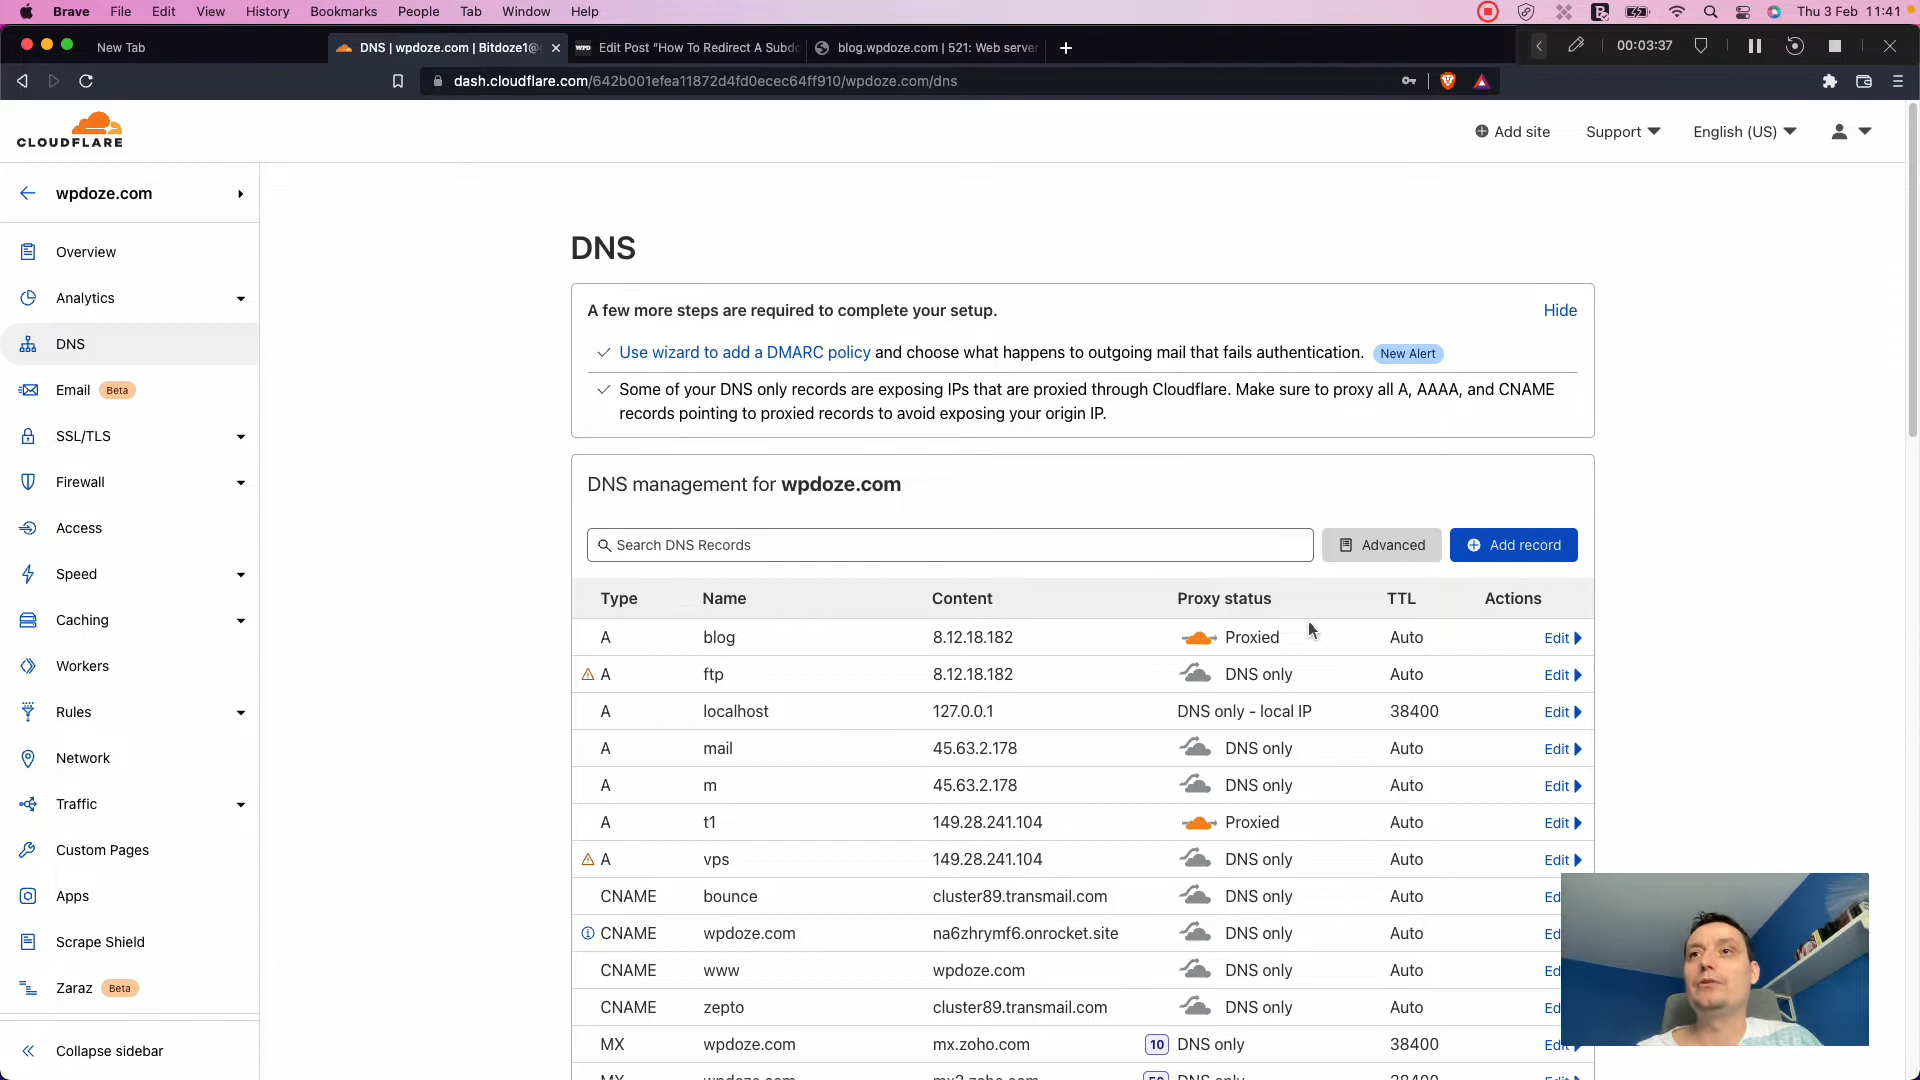 Brave File Edit View History Bookmarks People Tab Window Help Thu 3 Feb 11:41
New Tab DNS | wpdoze.com | Bitdoze1@ WPD Edit Post "How To Redirect A Subdo blog.wpdoze.com | 521: Web server 00:03:37
dash.cloudflare.com/642b001efea11872d4fd0ecec64ff910/wpdoze.com/dns
CLOUDFLARE
Add site Support English (US)
wpdoze.com
Overview
Analytics
DNS
Email Beta
SSL/TLS
Firewall
Access
Speed
Caching
Workers
Rules
Network
Traffic
Custom Pages
Apps
Scrape Shield
Zaraz Beta
Collapse sidebar
DNS
A few more steps are required to complete your setup. Hide
Use wizard to add a DMARC policy and choose what happens to outgoing mail that fails authentication. New Alert
Some of your DNS only records are exposing IPs that are proxied through Cloudflare. Make sure to proxy all A, AAAA, and CNAME
records pointing to proxied records to avoid exposing your origin IP.
DNS management for wpdoze.com
Search DNS Records Advanced Add record
Type Name Content Proxy status TTL Actions
A blog 8.12.18.182 Proxied Auto Edit
A ftp 8.12.18.182 DNS only Auto Edit
A localhost 127.0.0.1 DNS only - local IP 38400 Edit
A mail 45.63.2.178 DNS only Auto Edit
A m 45.63.2.178 DNS only Auto Edit
A t1 149.28.241.104 Proxied Auto Edit
A vps 149.28.241.104 DNS only Auto Edit
CNAME bounce cluster89.transmail.com DNS only Auto Ed
CNAME wpdoze.com na6zhrymf6.onrocket.site DNS only Auto Ed
CNAME www wpdoze.com DNS only Auto Ed
CNAME zepto cluster89.transmail.com DNS only Auto Ed
MX wpdoze.com mx.zoho.com 10 DNS only 38400 Ed